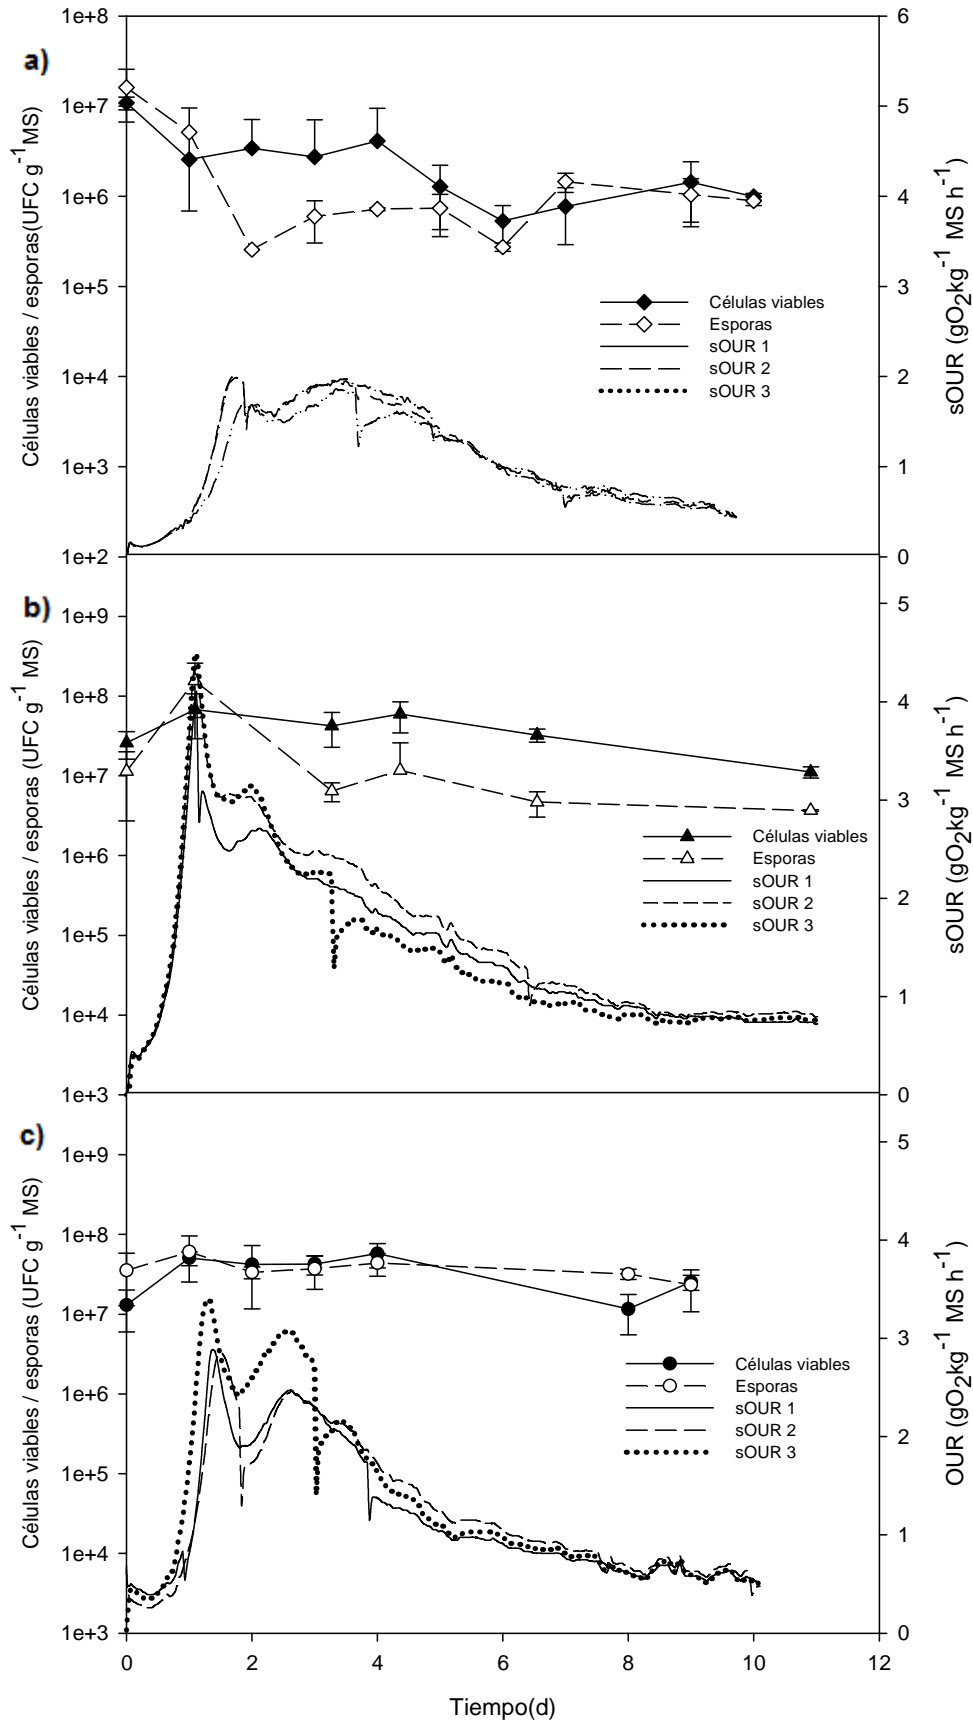 a)
Células viables / esporas(UFC g⁻¹ MS)
1e+8
1e+7
1e+6
1e+5
1e+4
1e+3
1e+2
6
5
4
3
2
1
0
sOUR (gO₂kg⁻¹ MS h⁻¹)
Células viables
Esporas
sOUR 1
sOUR 2
sOUR 3
b)
Células viables / esporas (UFC g⁻¹ MS)
1e+9
1e+8
1e+7
1e+6
1e+5
1e+4
1e+3
5
4
3
2
1
0
sOUR (gO₂kg⁻¹ MS h⁻¹)
Células viables
Esporas
sOUR 1
sOUR 2
sOUR 3
c)
Células viables / esporas (UFC g⁻¹ MS)
1e+9
1e+8
1e+7
1e+6
1e+5
1e+4
1e+3
5
4
3
2
1
0
OUR (gO₂kg⁻¹ MS h⁻¹)
Células viables
Esporas
sOUR 1
sOUR 2
sOUR 3
0 2 4 6 8 10 12
Tiempo(d)